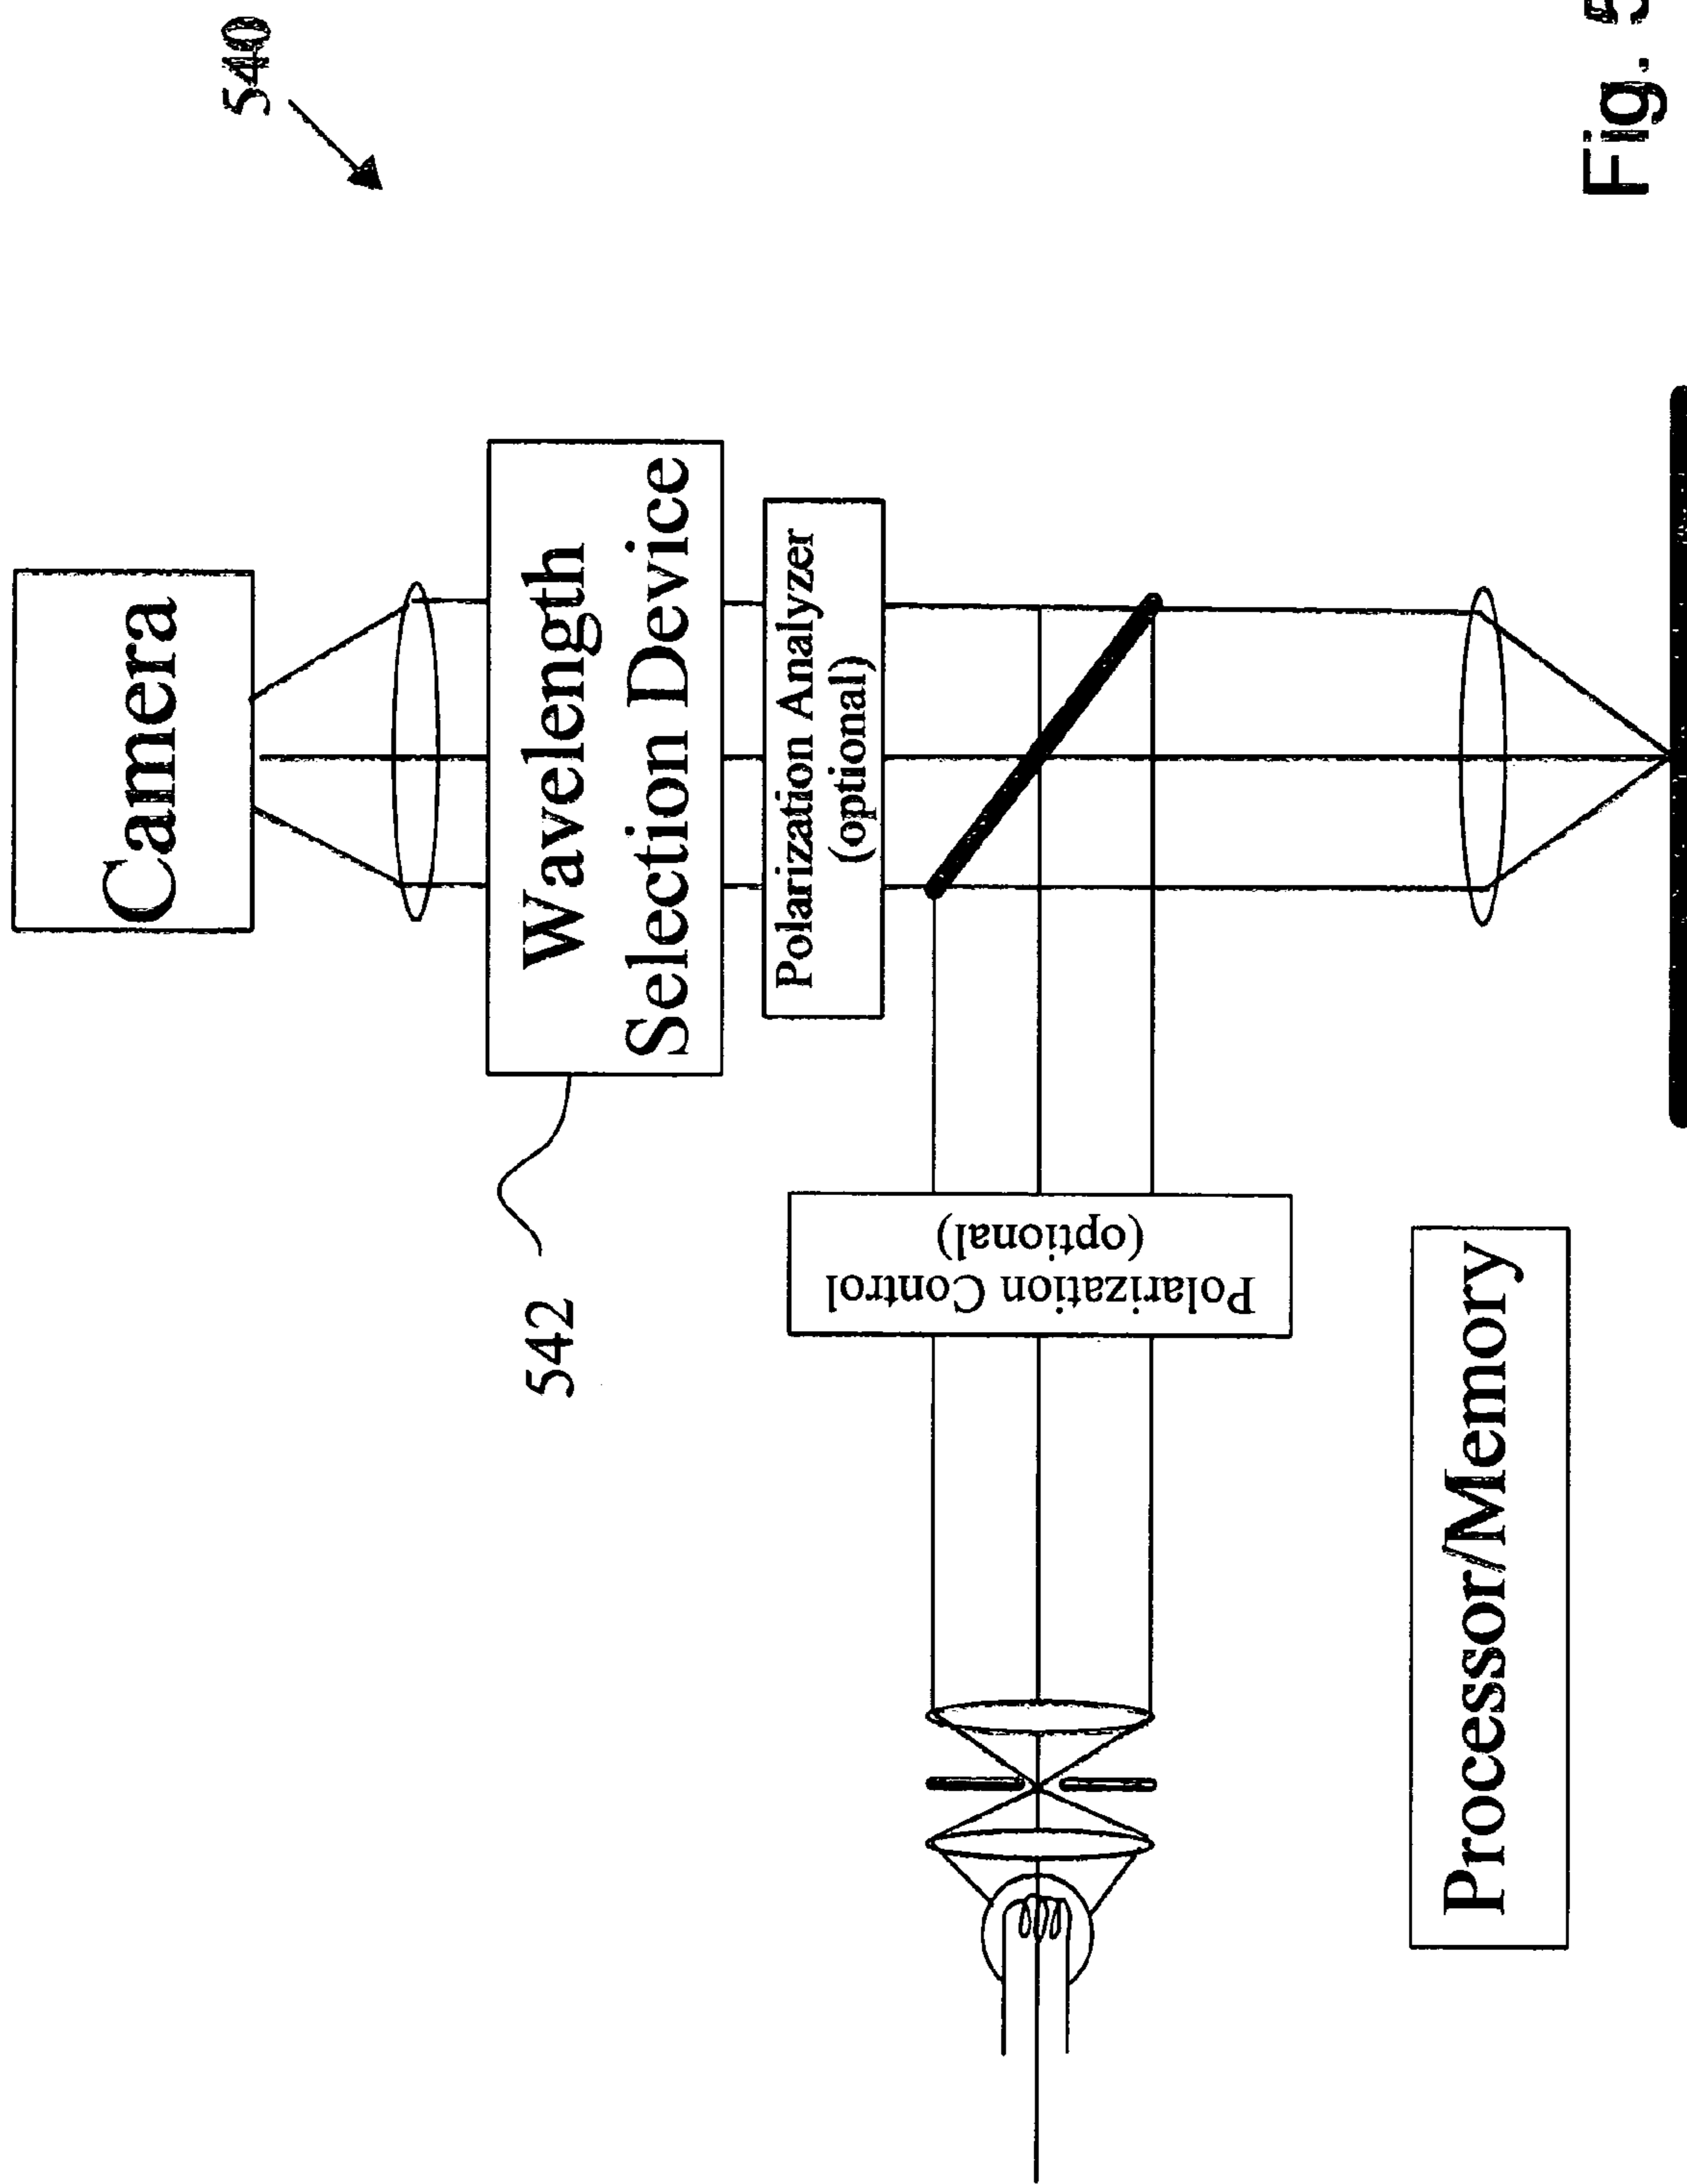 540
Camera
Wavelength
Selection Device
Polarization Analyzer
(optional)
542
Polarization Control
(optional)
Processor/Memory
Fig. 5